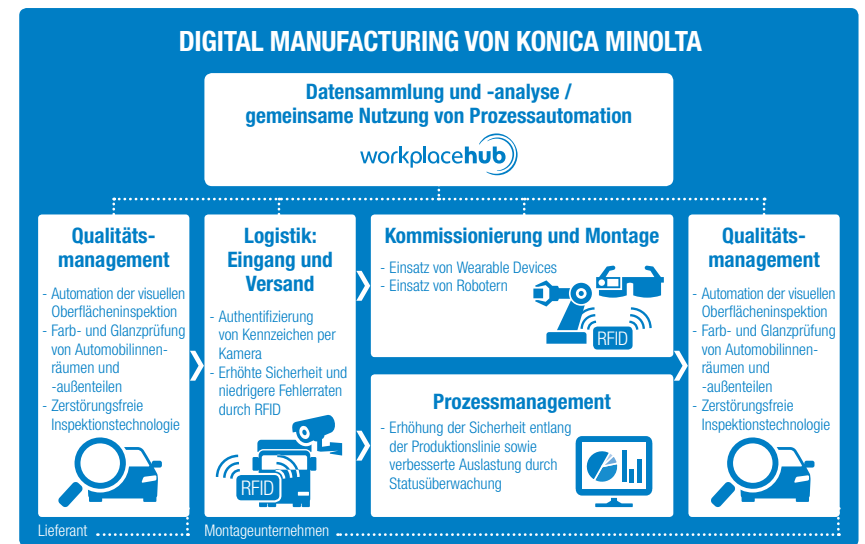 DIGITAL MANUFACTURING VON KONICA MINOLTA
Datensammlung und -analyse /
gemeinsame Nutzung von Prozessautomation
workplacehub
Qualitäts-
management
- Automation der visuellen
Oberflächeninspektion
- Farb- und Glanzprüfung
von Automobilinnen-
räumen und
-außenteilen
- Zerstörungsfreie
Inspektionstechnologie
Logistik:
Eingang und
Versand
- Authentifizierung
von Kennzeichen per
Kamera
- Erhöhte Sicherheit und
niedrigere Fehlerraten
durch RFID
RFID
Kommissionierung und Montage
- Einsatz von Wearable Devices
- Einsatz von Robotern
RFID
Prozessmanagement
- Erhöhung der Sicherheit entlang
der Produktionslinie sowie
verbesserte Auslastung durch
Statusüberwachung
Qualitäts-
management
- Automation der visuellen
Oberflächeninspektion
- Farb- und Glanzprüfung
von Automobilinnen-
räumen und
-außenteilen
- Zerstörungsfreie
Inspektionstechnologie
Lieferant
Montageunternehmen